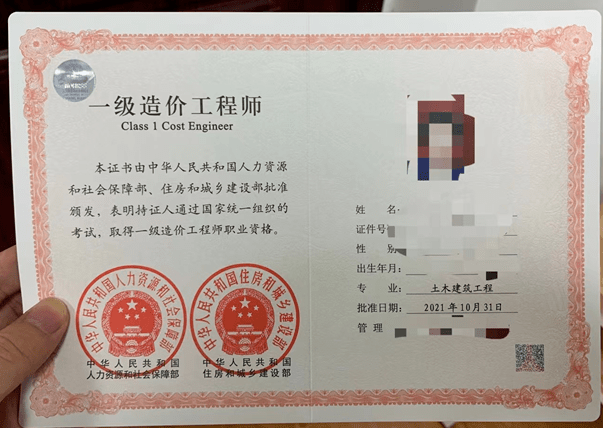 一级造价工程师
Class 1 Cost Engineer
本证书由中华人民共和国人力资源
和社会保障部、住房和城乡建设部批准
颁发，表明持证人通过国家统一组织的
考试，取得一级造价工程师职业资格。
中华人民共和国人力资源和社会保障部
中华人民共和国住房和城乡建设部
中华人民共和国
人力资源和社会保障部
中华人民共和国
住房和城乡建设部
姓 名：
证件号
性 别
出生年月：
专 业： 土木建筑工程
批准日期： 2021年10月31日
管 理